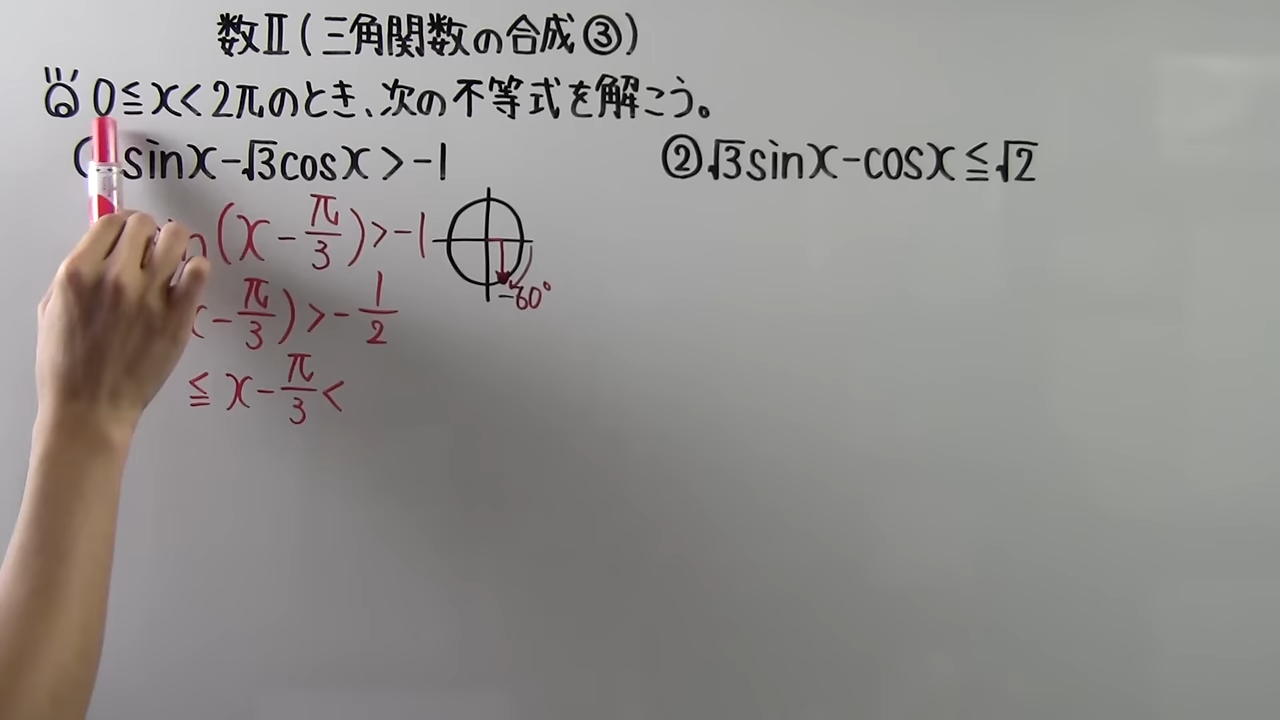 数Ⅱ(三角関数の合成③)
0≦x<2πのとき、次の不等式を解こう。
sinx-√3cosx>-1
②√3sinx-cosx≦√2
(x-π/3)>-1
-60°
x-π/3)>-1/2
≦x-π/3<